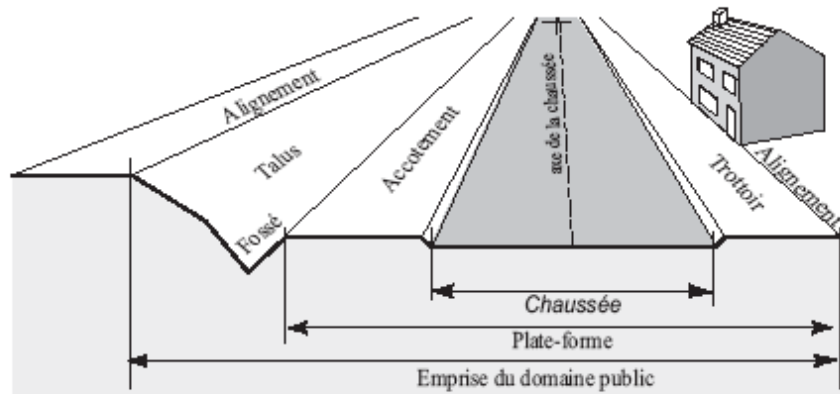 Alignement
Talus
Fossé
Accotement
axe de la chaussée
Trottoir
Alignement
Chaussée
Plate-forme
Emprise du domaine public